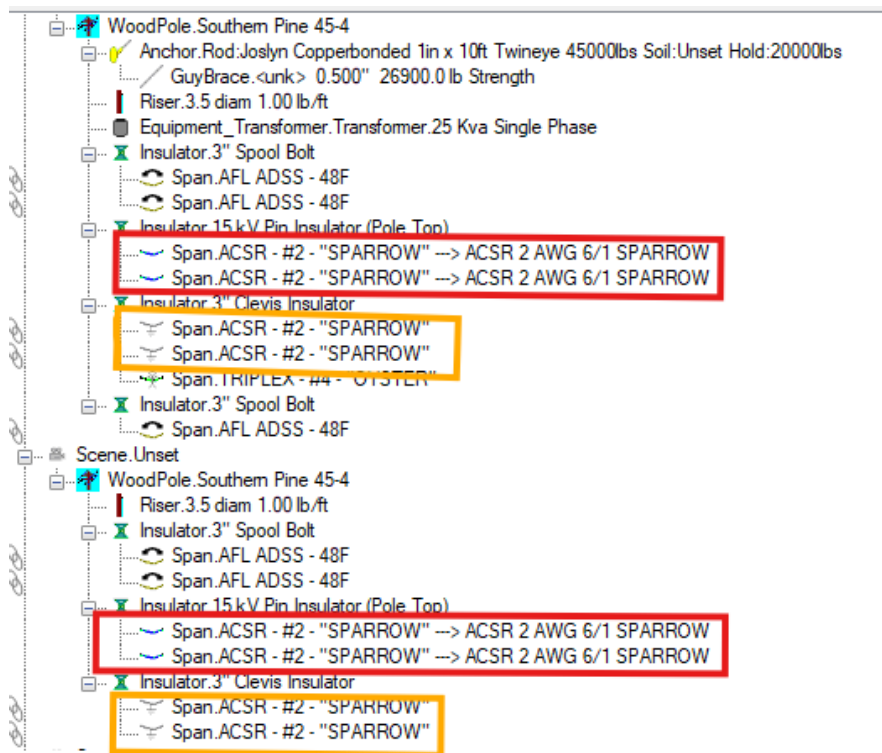 WoodPole.Southern Pine 45-4
Anchor.Rod:Joslyn Copperbonded 1in x 10ft Twineye 45000lbs Soil:Unset Hold:20000lbs
GuyBrace.<unk> 0.500" 26900.0 lb Strength
Riser.3.5 diam 1.00 lb/ft
Equipment_Transformer.Transformer.25 Kva Single Phase
Insulator.3" Spool Bolt
Span.AFL ADSS - 48F
Span.AFL ADSS - 48F
Insulator.15 kV Pin Insulator (Pole Top)
Span.ACSR - #2 - "SPARROW" ---> ACSR 2 AWG 6/1 SPARROW
Span.ACSR - #2 - "SPARROW" ---> ACSR 2 AWG 6/1 SPARROW
Insulator.3" Clevis Insulator
Span.ACSR - #2 - "SPARROW"
Span.ACSR - #2 - "SPARROW"
Span.TRIPLEX - #4 - "OYSTER"
Insulator.3" Spool Bolt
Span.AFL ADSS - 48F
Scene.Unset
WoodPole.Southern Pine 45-4
Riser.3.5 diam 1.00 lb/ft
Insulator.3" Spool Bolt
Span.AFL ADSS - 48F
Span.AFL ADSS - 48F
Insulator.15 kV Pin Insulator (Pole Top)
Span.ACSR - #2 - "SPARROW" ---> ACSR 2 AWG 6/1 SPARROW
Span.ACSR - #2 - "SPARROW" ---> ACSR 2 AWG 6/1 SPARROW
Insulator.3" Clevis Insulator
Span.ACSR - #2 - "SPARROW"
Span.ACSR - #2 - "SPARROW"